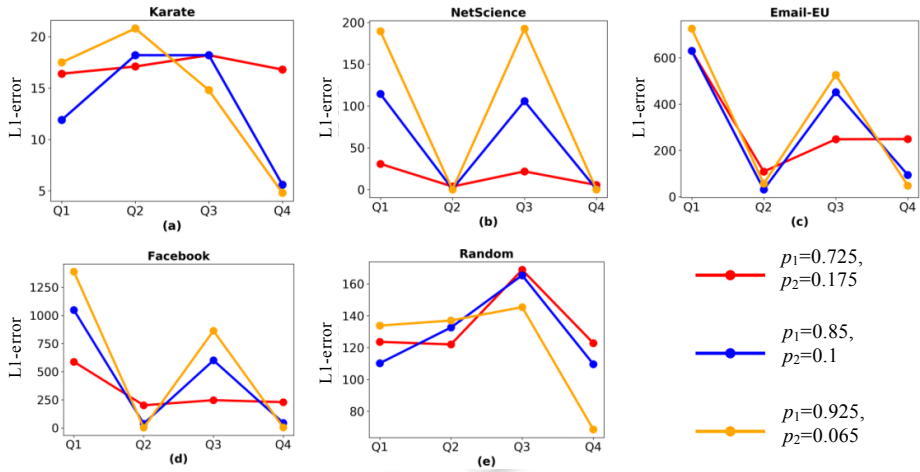 Karate
L1-error
20
15
10
5
Q1 Q2 Q3 Q4
(a)
NetScience
L1-error
200
175
150
125
100
75
50
25
0
Q1 Q2 Q3 Q4
(b)
Email-EU
L1-error
600
400
200
0
Q1 Q2 Q3 Q4
(c)
Facebook
L1-error
1250
1000
750
500
250
0
Q1 Q2 Q3 Q4
(d)
Random
L1-error
160
140
120
100
80
Q1 Q2 Q3 Q4
(e)
p1=0.725,
p2=0.175
p1=0.85,
p2=0.1
p1=0.925,
p2=0.065